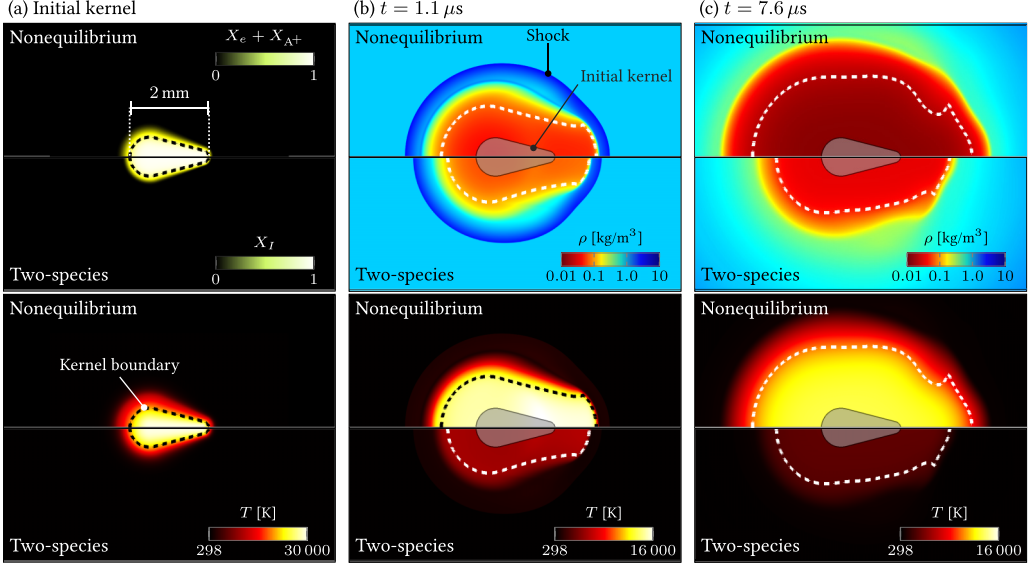 (a) Initial kernel
(b) t = 1.1 μs
(c) t = 7.6 μs
Nonequilibrium
X_e + X_A+
0 1
2 mm
X_I
0 1
Two-species
Nonequilibrium
Shock
Initial kernel
ρ [kg/m³]
0.01 0.1 1.0 10
Two-species
Nonequilibrium
ρ [kg/m³]
0.01 0.1 1.0 10
Two-species
Nonequilibrium
Kernel boundary
T [K]
298 30 000
Two-species
Nonequilibrium
T [K]
298 16 000
Two-species
Nonequilibrium
T [K]
298 16 000
Two-species